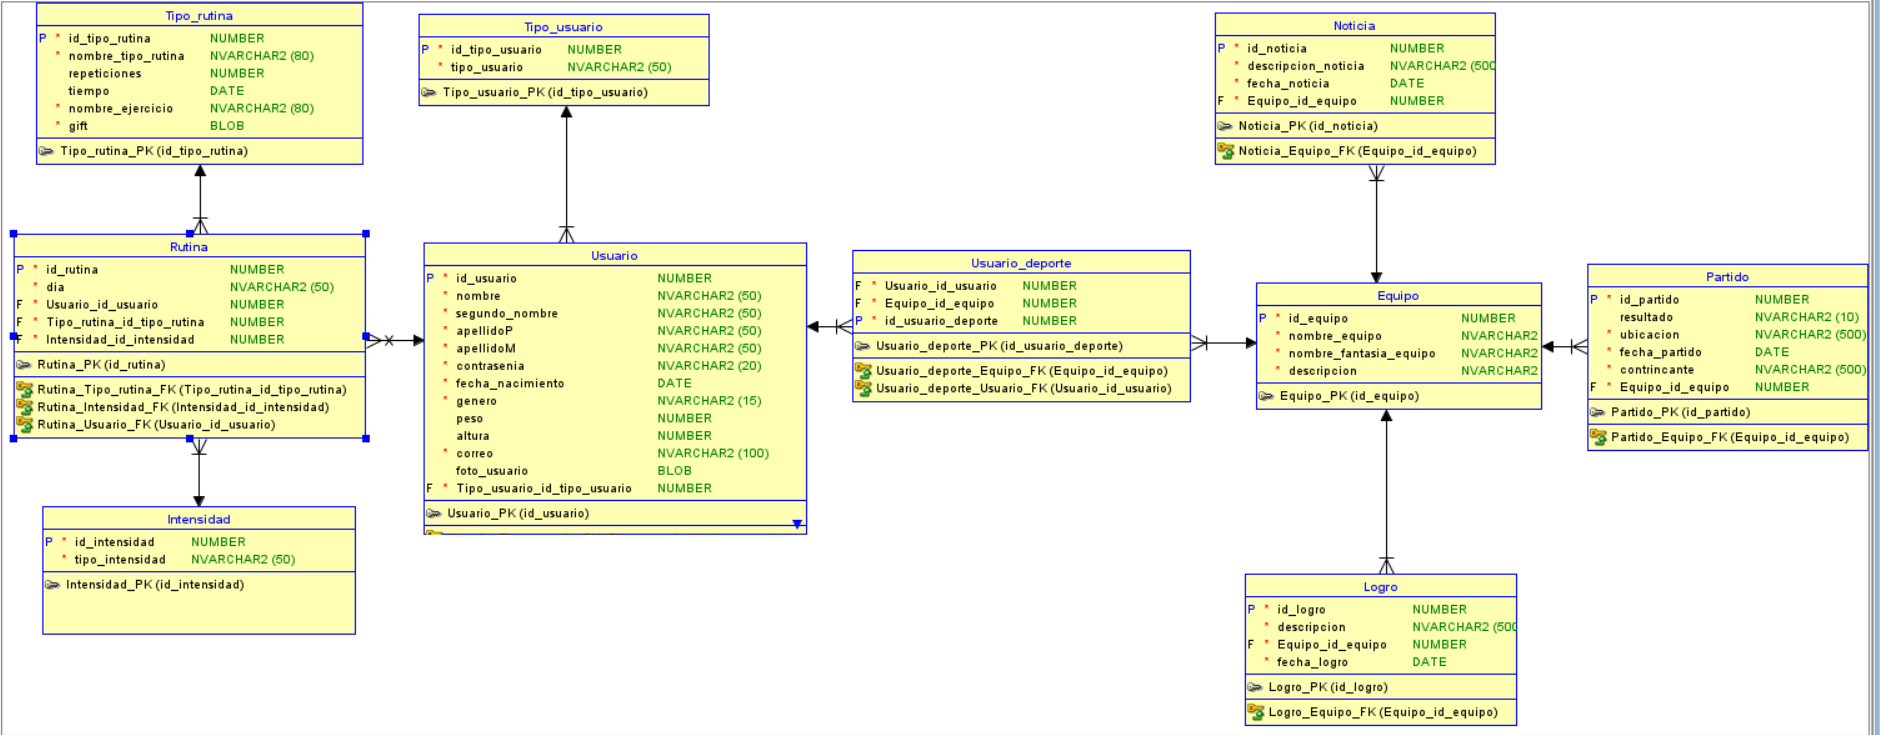 Tipo_rutina
P * id_tipo_rutina NUMBER
* nombre_tipo_rutina NVARCHAR2 (80)
repeticiones NUMBER
tiempo DATE
* nombre_ejercicio NVARCHAR2 (80)
* gift BLOB
Tipo_rutina_PK (id_tipo_rutina)
Tipo_usuario
P * id_tipo_usuario NUMBER
* tipo_usuario NVARCHAR2 (50)
Tipo_usuario_PK (id_tipo_usuario)
Noticia
P * id_noticia NUMBER
* descripcion_noticia NVARCHAR2 (500
* fecha_noticia DATE
F * Equipo_id_equipo NUMBER
Noticia_PK (id_noticia)
Noticia_Equipo_FK (Equipo_id_equipo)
Rutina
P * id_rutina NUMBER
* dia NVARCHAR2 (50)
F * Usuario_id_usuario NUMBER
F * Tipo_rutina_id_tipo_rutina NUMBER
F * Intensidad_id_intensidad NUMBER
Rutina_PK (id_rutina)
Rutina_Tipo_rutina_FK (Tipo_rutina_id_tipo_rutina)
Rutina_Intensidad_FK (Intensidad_id_intensidad)
Rutina_Usuario_FK (Usuario_id_usuario)
Usuario
P * id_usuario NUMBER
* nombre NVARCHAR2 (50)
* segundo_nombre NVARCHAR2 (50)
* apellidoP NVARCHAR2 (50)
* apellidoM NVARCHAR2 (50)
* contrasenia NVARCHAR2 (20)
* fecha_nacimiento DATE
* genero NVARCHAR2 (15)
peso NUMBER
altura NUMBER
* correo NVARCHAR2 (100)
foto_usuario BLOB
F * Tipo_usuario_id_tipo_usuario NUMBER
Usuario_PK (id_usuario)
Usuario_deporte
F * Usuario_id_usuario NUMBER
F * Equipo_id_equipo NUMBER
P * id_usuario_deporte NUMBER
Usuario_deporte_PK (id_usuario_deporte)
Usuario_deporte_Equipo_FK (Equipo_id_equipo)
Usuario_deporte_Usuario_FK (Usuario_id_usuario)
Equipo
P * id_equipo NUMBER
* nombre_equipo NVARCHAR2
* nombre_fantasia_equipo NVARCHAR2
* descripcion NVARCHAR2
Equipo_PK (id_equipo)
Partido
P * id_partido NUMBER
resultado NVARCHAR2 (10)
* ubicacion NVARCHAR2 (500)
* fecha_partido DATE
* contrincante NVARCHAR2 (500)
F * Equipo_id_equipo NUMBER
Partido_PK (id_partido)
Partido_Equipo_FK (Equipo_id_equipo)
Intensidad
P * id_intensidad NUMBER
* tipo_intensidad NVARCHAR2 (50)
Intensidad_PK (id_intensidad)
Logro
P * id_logro NUMBER
* descripcion NVARCHAR2 (500
F * Equipo_id_equipo NUMBER
* fecha_logro DATE
Logro_PK (id_logro)
Logro_Equipo_FK (Equipo_id_equipo)